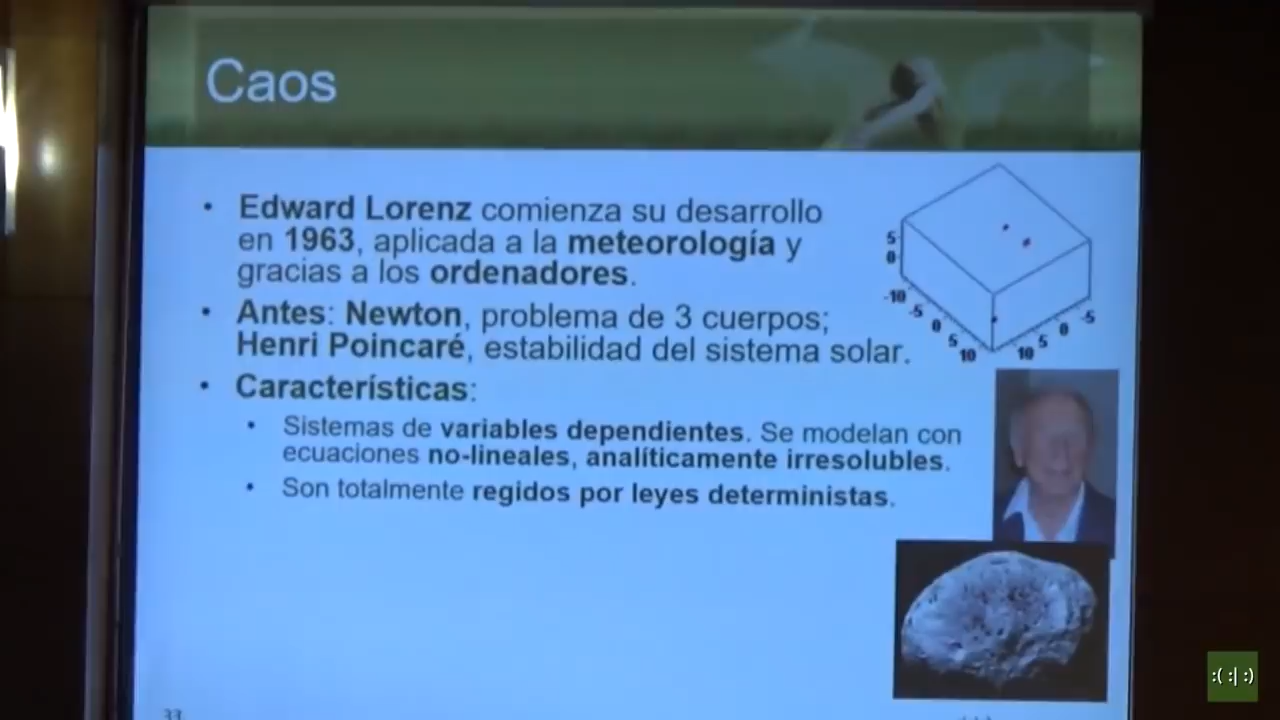 Caos
• Edward Lorenz comienza su desarrollo
en 1963, aplicada a la meteorología y
gracias a los ordenadores.
• Antes: Newton, problema de 3 cuerpos;
Henri Poincaré, estabilidad del sistema solar.
• Características:
• Sistemas de variables dependientes. Se modelan con
ecuaciones no-lineales, analíticamente irresolubles.
• Son totalmente regidos por leyes deterministas.
5
0
-10
-5
0
5
10
10
5
0
-5
33
:( :| :)